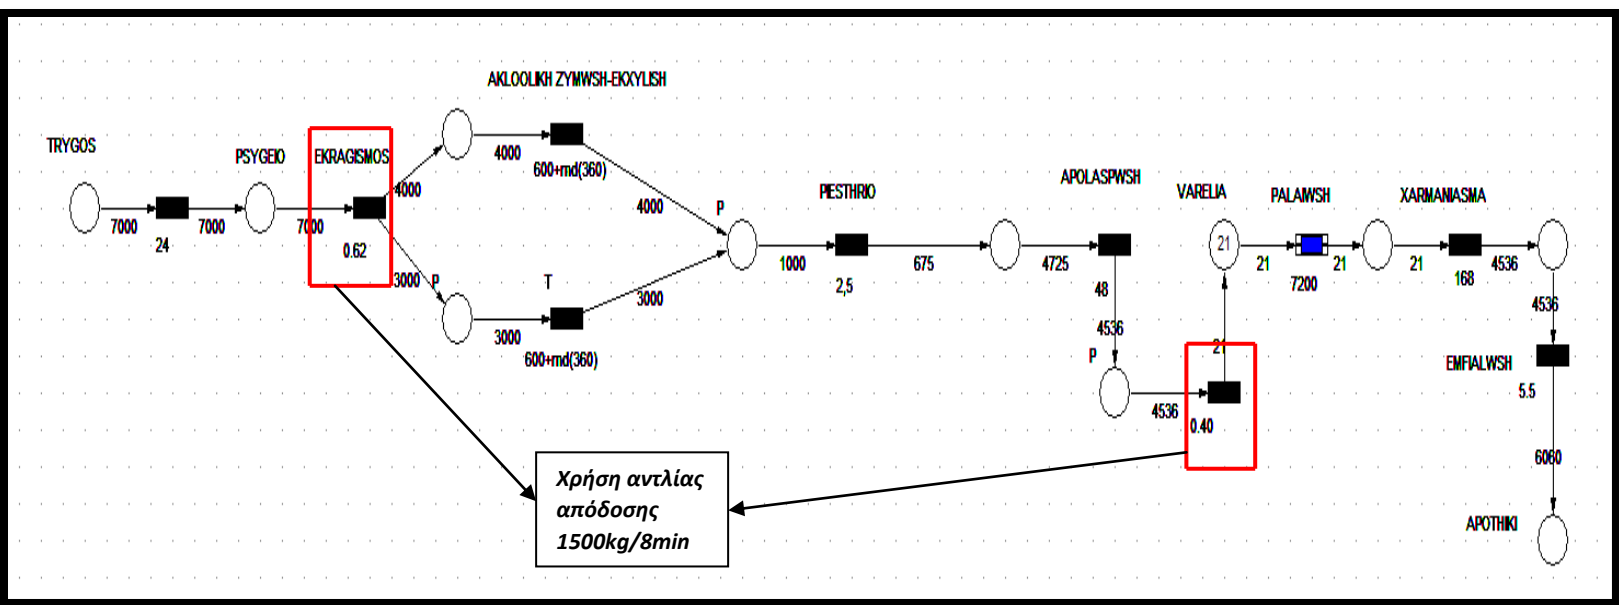 AKLOOLIKH ZYMWSH-EKXYLISH
TRYGOS
PSYGEIO
EKRAGISMOS
7000
7000
7000
24
0.62
4000
3000
4000
600+rnd(360)
4000
P
T
3000
600+rnd(360)
3000
P
PIESTHRIO
1000
675
2,5
APOLASPWSH
4725
48
4536
P
4536
0.40
21
VARELIA
21
PALAIWSH
21
21
7200
XARMANIASMA
21
4536
168
4536
EMFIALWSH
5.5
6060
APOTHIKI
Χρήση αντλίας
απόδοσης
1500kg/8min